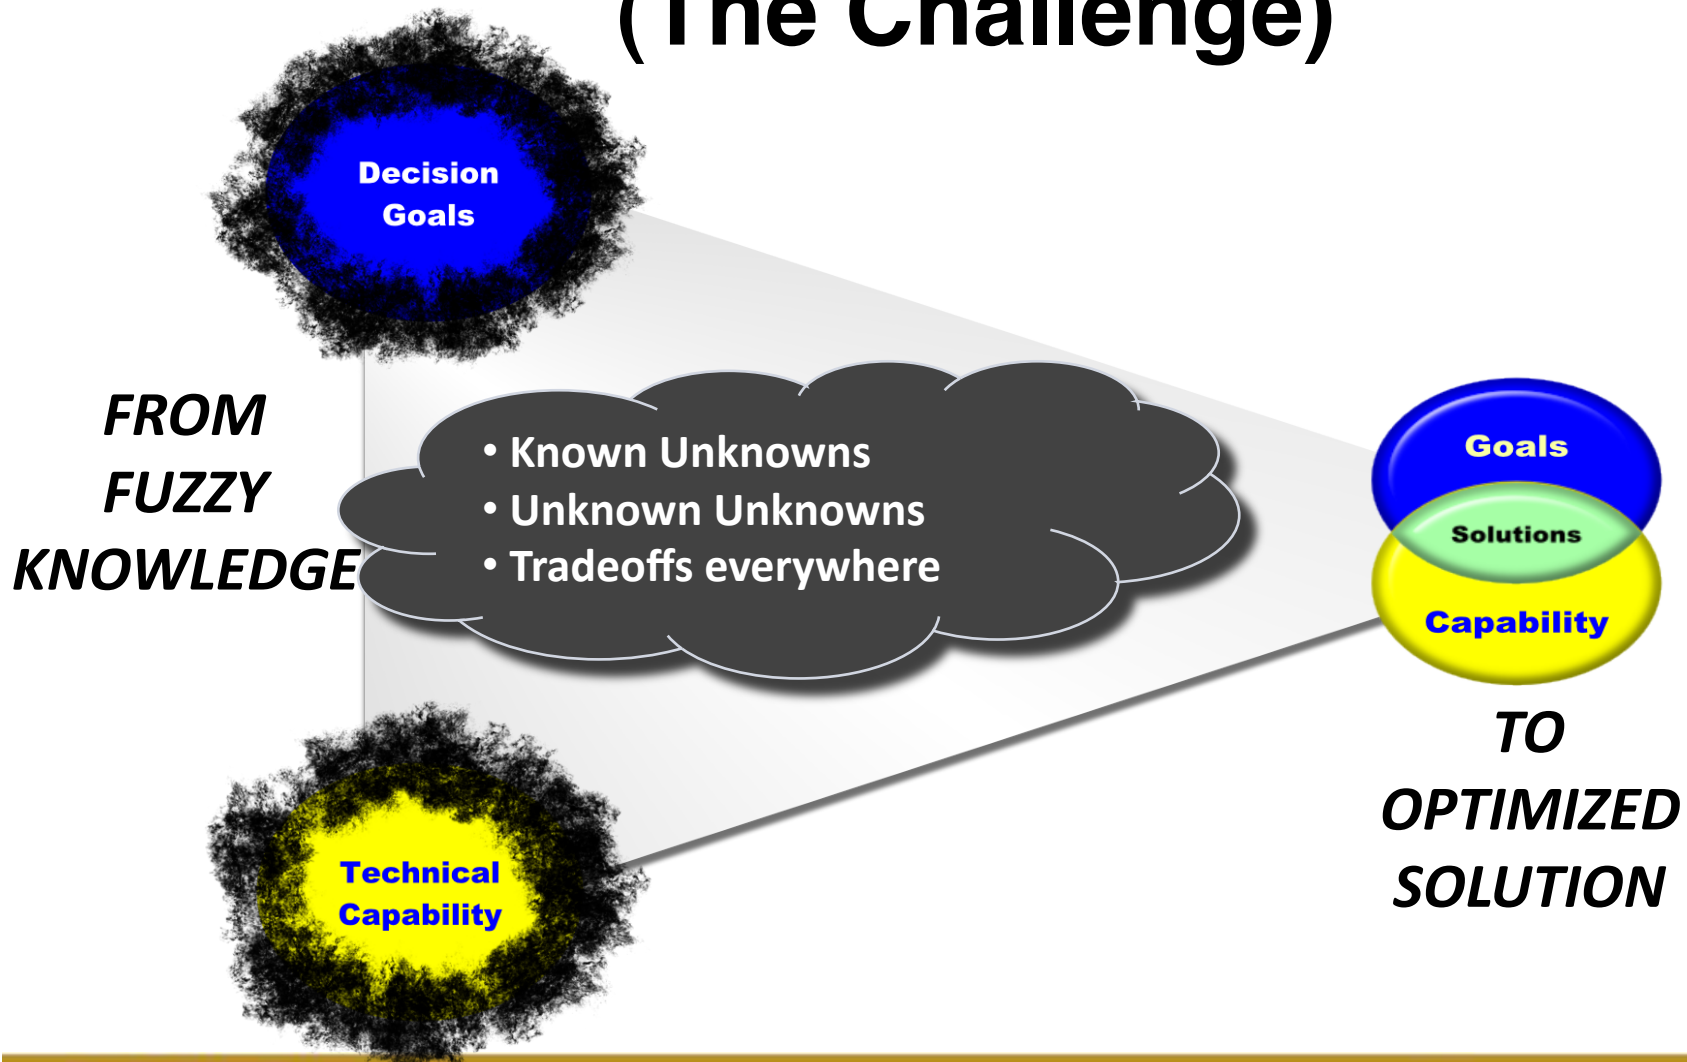 (The Challenge)
Decision
Goals
FROM
FUZZY
KNOWLEDGE
• Known Unknowns
• Unknown Unknowns
• Tradeoffs everywhere
Technical
Capability
Goals
Solutions
Capability
TO
OPTIMIZED
SOLUTION